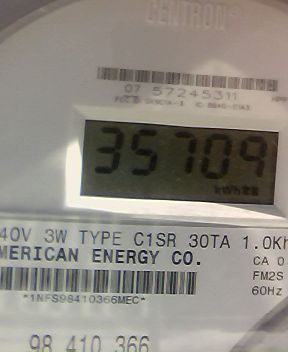 CENTRON®
07 57245311
35709
kWh
40V 3W TYPE C1SR 30TA 1.0Kh
MERICAN ENERGY CO.
CA 0
FM2S
60Hz
*1NFS98410366MEC*
98 410 366